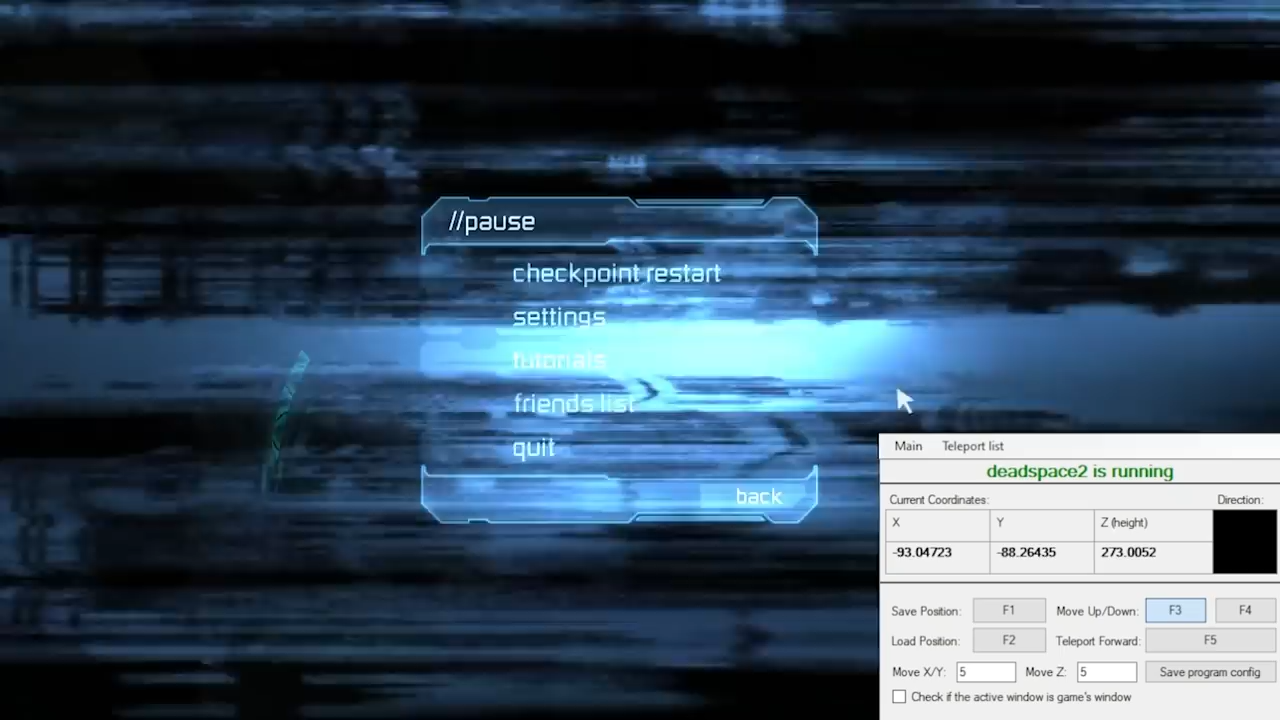 //pause
checkpoint restart
settings
tutorials
friends list
quit
back
Main Teleport list
deadspace2 is running
Current Coordinates: Direction:
X Y Z (height)
-93.04723 -88.26435 273.0052
Save Position: F1 Move Up/Down: F3 F4
Load Position: F2 Teleport Forward: F5
Move X/Y: 5 Move Z: 5 Save program config
Check if the active window is game's window